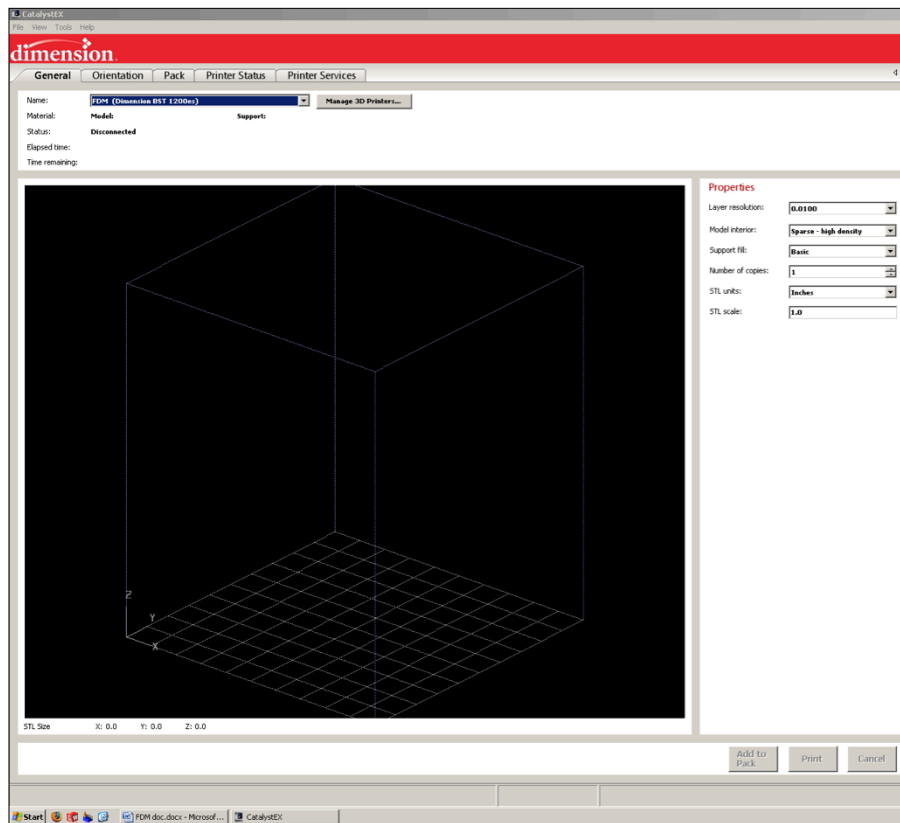 CatalystEX
File View Tools Help
dimension
General Orientation Pack Printer Status Printer Services
Name: FDM (Dimension BST 1200es) Manage 3D Printers...
Material: Model: Support:
Status: Disconnected
Elapsed time:
Time remaining:
Properties
Layer resolution: 0.0100
Model interior: Sparse - high density
Support fill: Basic
Number of copies: 1
STL units: Inches
STL scale: 1.0
Z
Y
X
STL Size X: 0.0 Y: 0.0 Z: 0.0
Add to
Pack
Print Cancel
Start FDM doc.docx - Microsof... CatalystEX